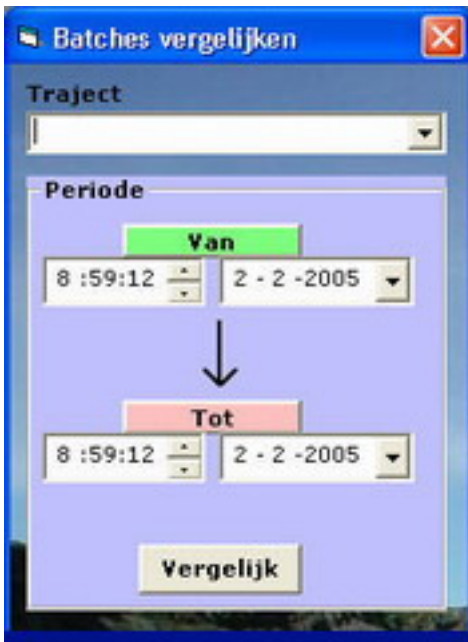 Batches vergelijken
Traject
Periode
Van
8 :59:12 2 - 2 -2005
Tot
8 :59:12 2 - 2 -2005
Vergelijk